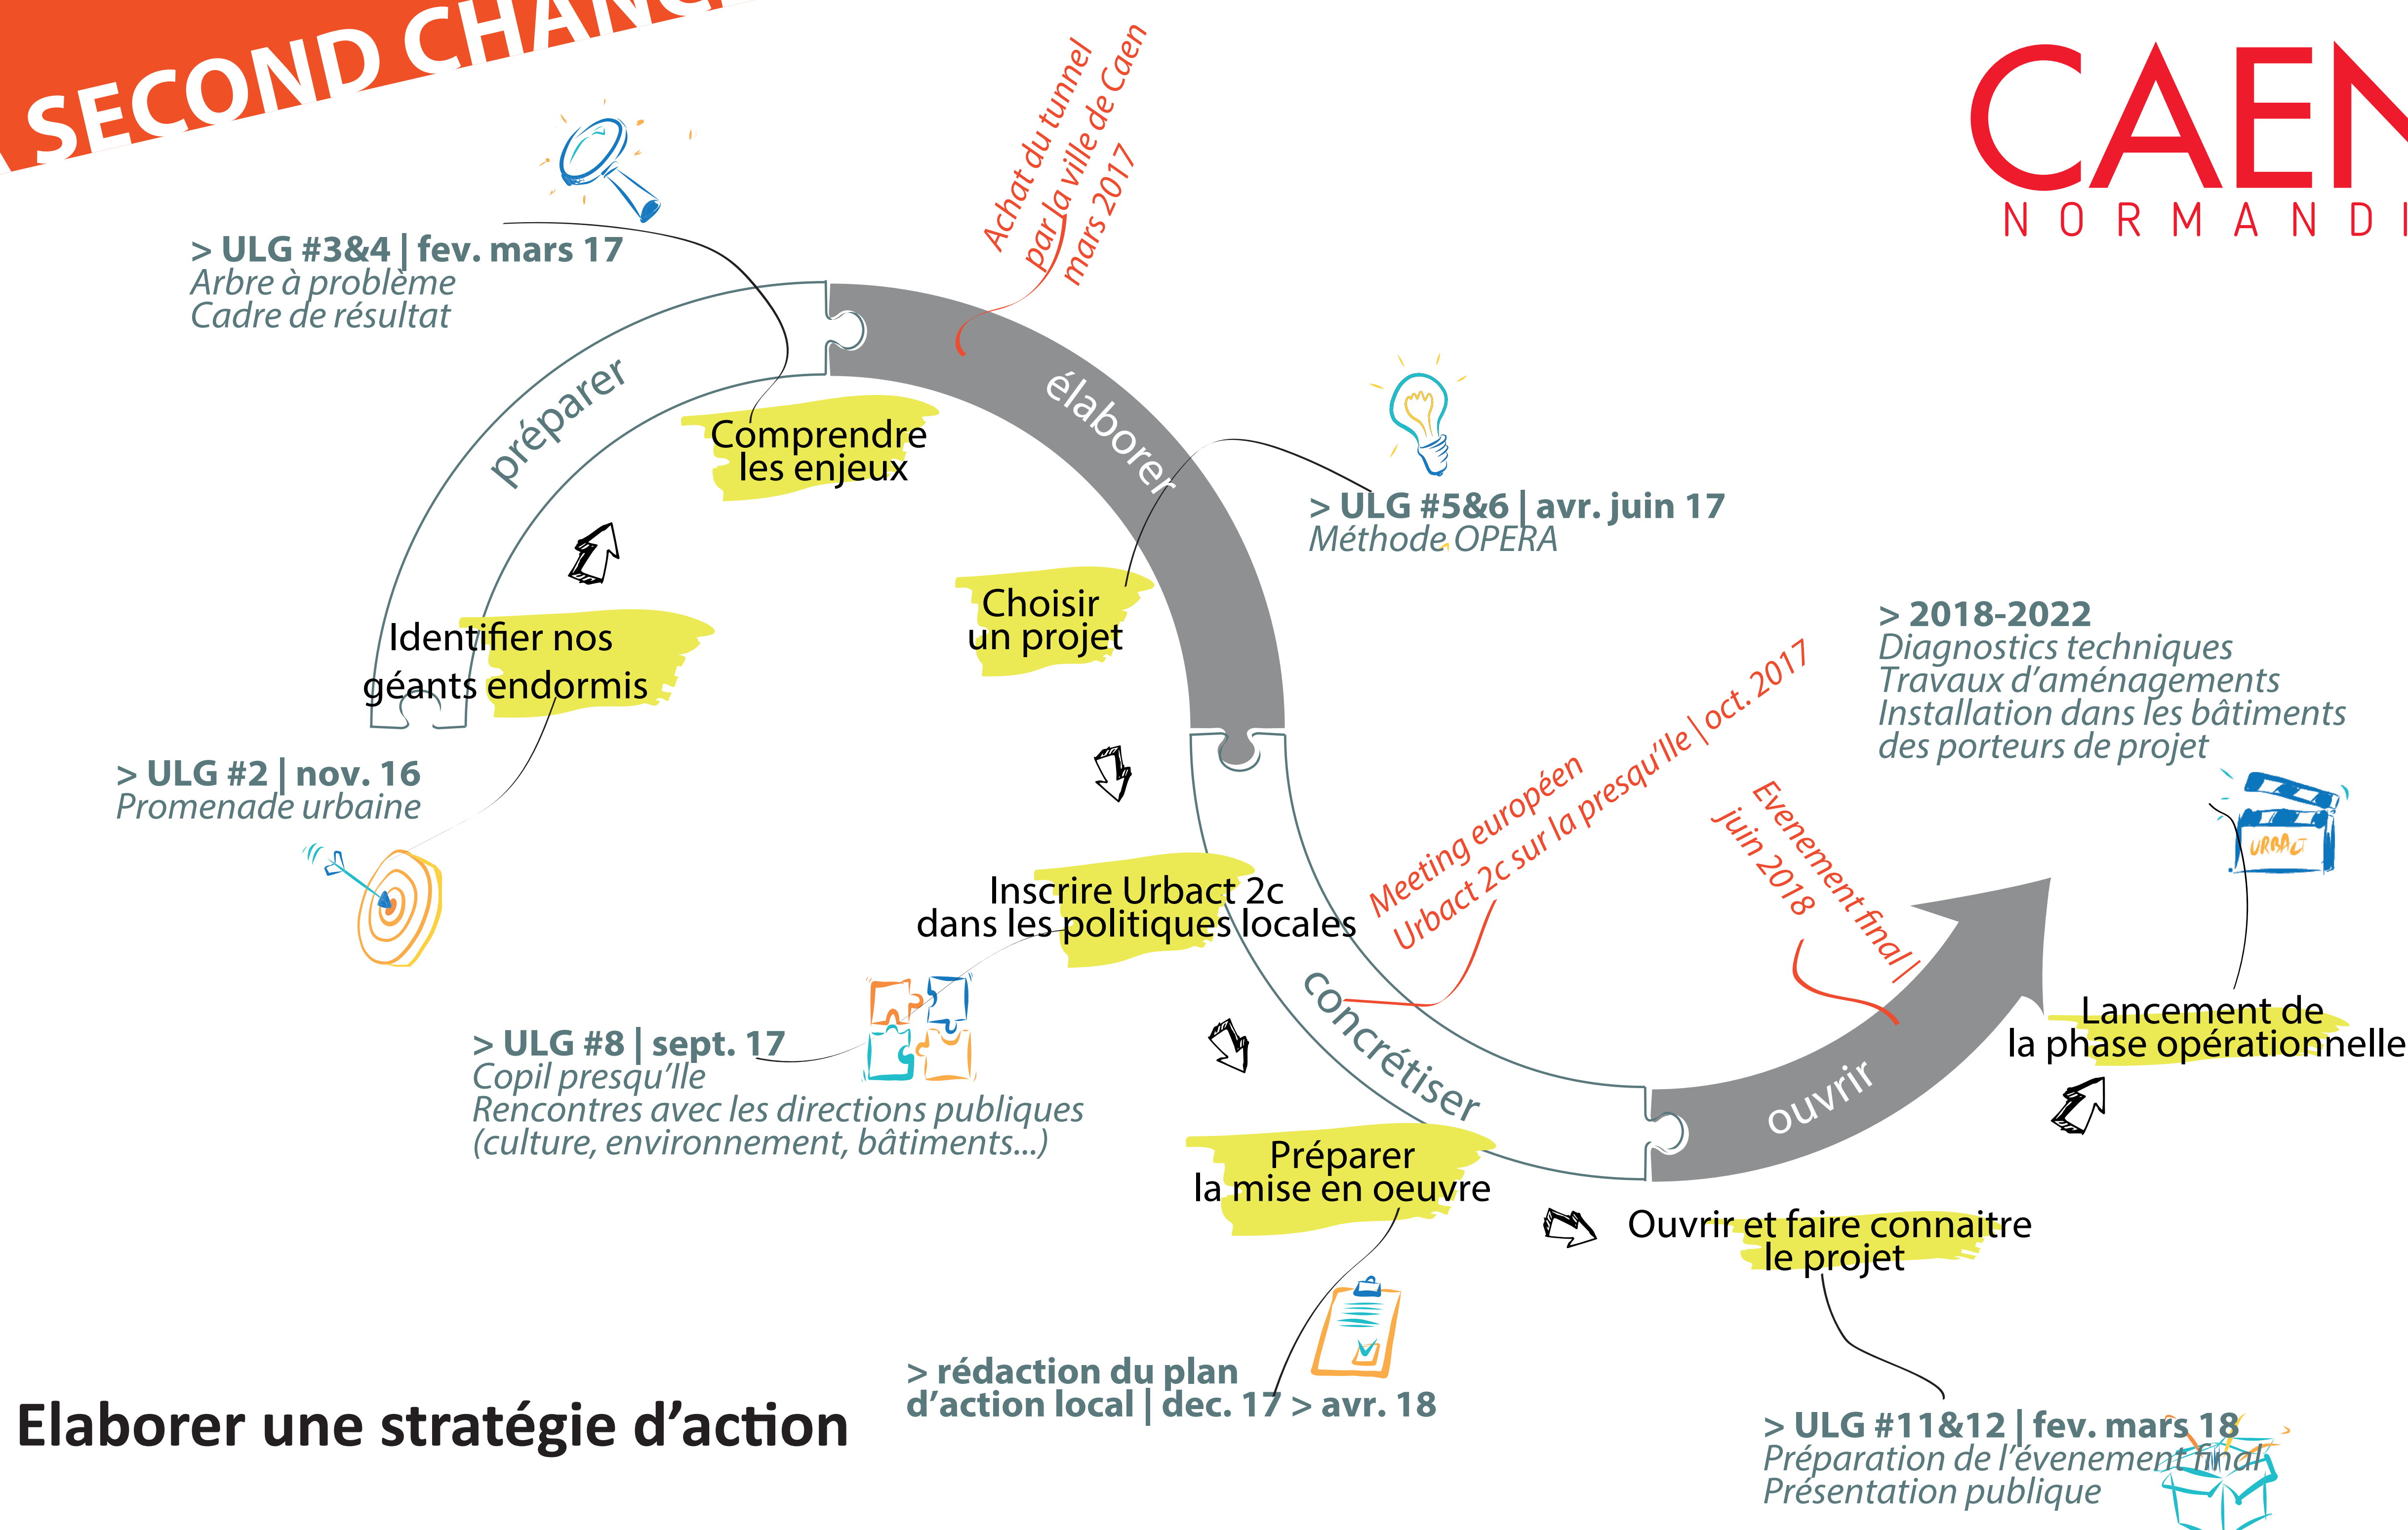 SECOND CHANC
CAEN
NORMANDI
Achat du tunnel
par la ville de Caen
mars 2017
> ULG #3&4 | fev. mars 17
Arbre à problème
Cadre de résultat
préparer
élaborer
Comprendre
les enjeux
> ULG #5&6 | avr. juin 17
Méthode OPERA
Choisir
un projet
Identifier nos
géants endormis
> ULG #2 | nov. 16
Promenade urbaine
> 2018-2022
Diagnostics techniques
Travaux d'aménagements
Installation dans les bâtiments
des porteurs de projet
URBACT
Meeting européen
Urbact 2c sur la presqu'Ile | oct. 2017
Evenement final |
juin 2018
Inscrire Urbact 2c
dans les politiques locales
concrétiser
ouvrir
Lancement de
la phase opérationnelle
> ULG #8 | sept. 17
Copil presqu'Ile
Rencontres avec les directions publiques
(culture, environnement, bâtiments...)
Préparer
la mise en oeuvre
Ouvrir et faire connaitre
le projet
> rédaction du plan
d'action local | dec. 17 > avr. 18
Elaborer une stratégie d'action
> ULG #11&12 | fev. mars 18
Préparation de l'évenement final
Présentation publique